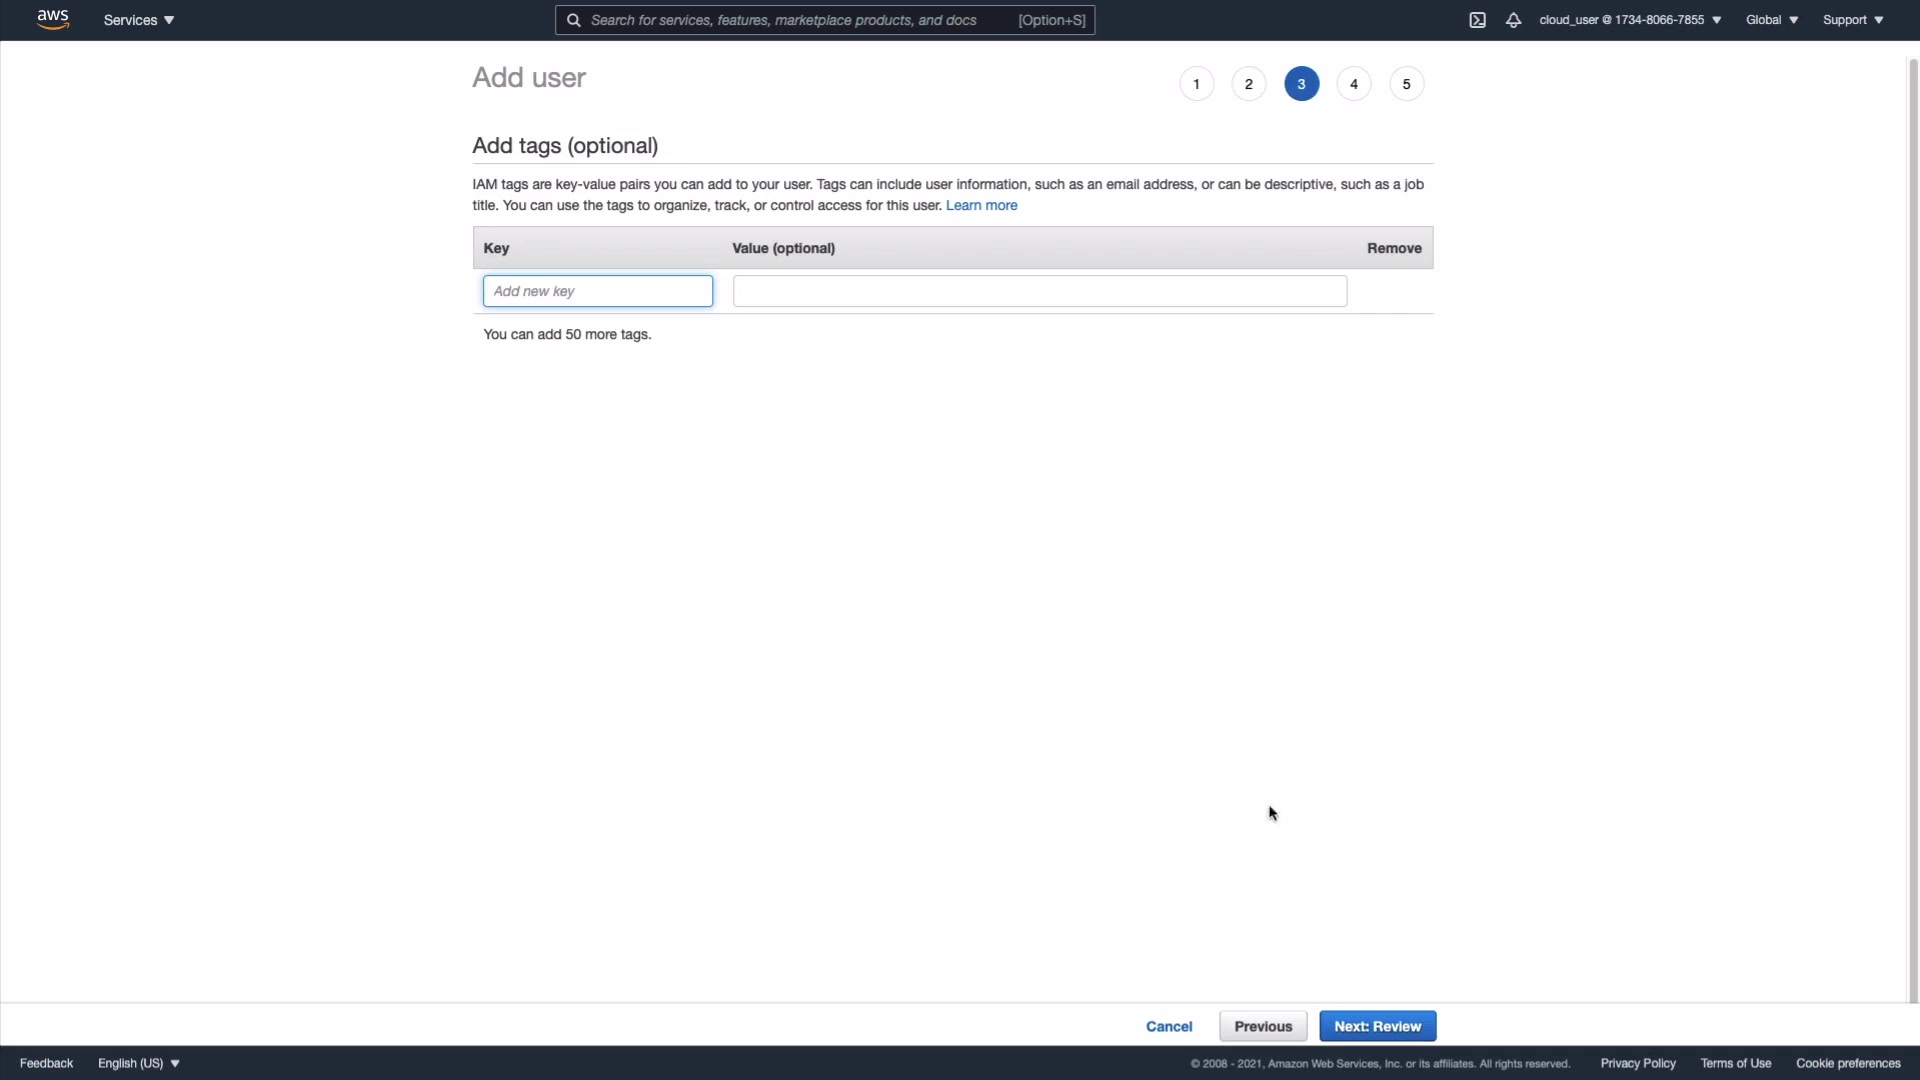 aws Services Search for services, features, marketplace products, and docs [Option+S] cloud_user @ 1734-8066-7855 Global Support
Add user 1 2 3 4 5
Add tags (optional)
IAM tags are key-value pairs you can add to your user. Tags can include user information, such as an email address, or can be descriptive, such as a job
title. You can use the tags to organize, track, or control access for this user. Learn more
Key Value (optional) Remove
Add new key
You can add 50 more tags.
Cancel Previous Next: Review
Feedback English (US) © 2008 - 2021, Amazon Web Services, Inc. or its affiliates. All rights reserved. Privacy Policy Terms of Use Cookie preferences